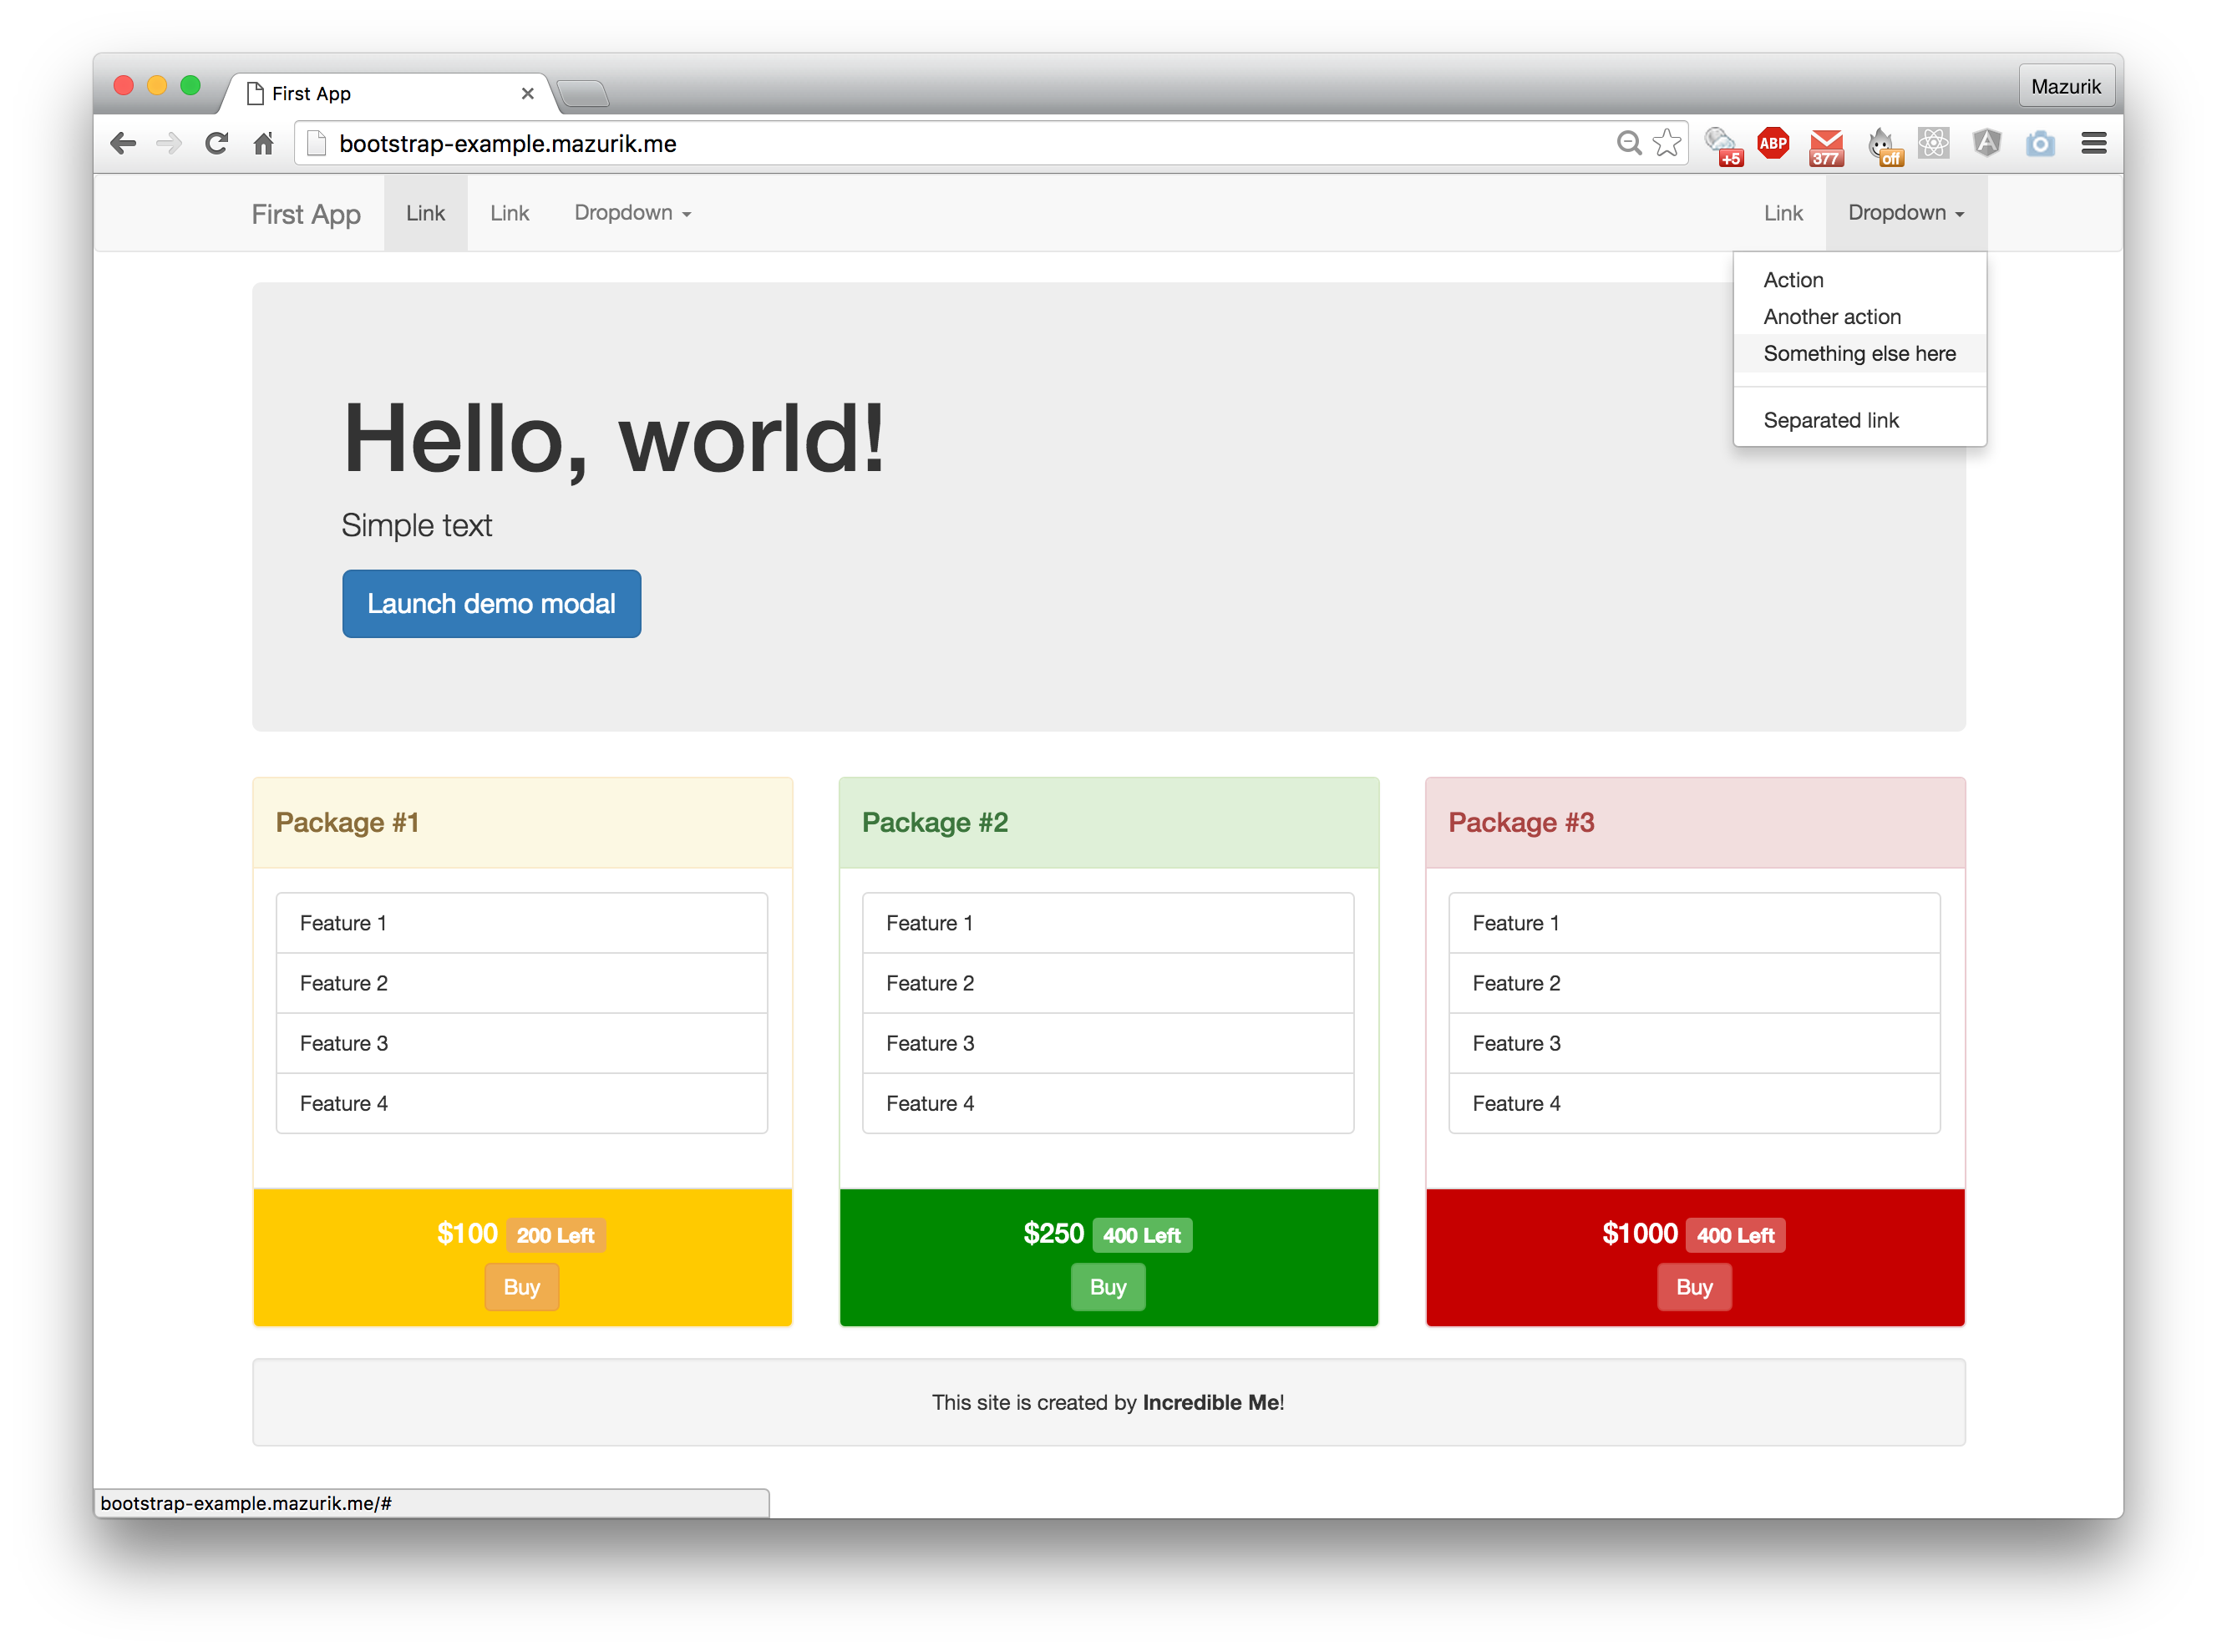 First App
Mazurik
bootstrap-example.mazurik.me
+5
ABP
377
off
A
First App Link Link Dropdown Link Dropdown
Action
Another action
Something else here
Separated link
Hello, world!
Simple text
Launch demo modal
Package #1
Feature 1
Feature 2
Feature 3
Feature 4
$100 200 Left
Buy
Package #2
Feature 1
Feature 2
Feature 3
Feature 4
$250 400 Left
Buy
Package #3
Feature 1
Feature 2
Feature 3
Feature 4
$1000 400 Left
Buy
This site is created by Incredible Me!
bootstrap-example.mazurik.me/#